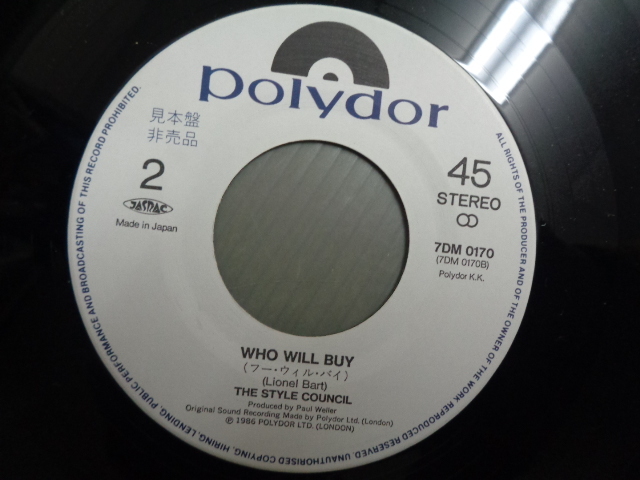 polydor
見本盤
非売品
2
JASRAC
Made in Japan
45
STEREO
7DM 0170
(7DM 0170B)
Polydor K.K.
WHO WILL BUY
(フー・ウィル・バイ)
(Lionel Bart)
THE STYLE COUNCIL
Produced by Paul Weller
Original Sound Recording Made by Polydor Ltd. (London)
℗ 1986 POLYDOR LTD. (LONDON)
ALL RIGHTS OF THE PRODUCER AND OF THE OWNER OF THE WORK REPRODUCED RESERVED. UNAUTHORISED COPYING, HIRING, LENDING, PUBLIC PERFORMANCE AND BROADCASTING OF THIS RECORD PROHIBITED.